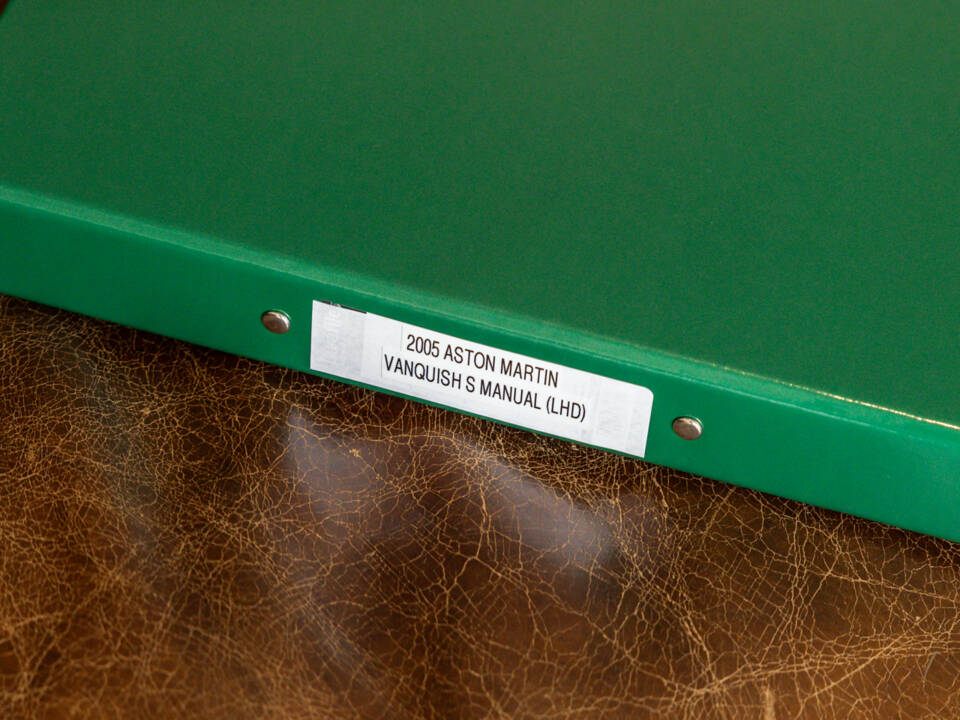 2005 ASTON MARTIN
VANQUISH S MANUAL (LHD)